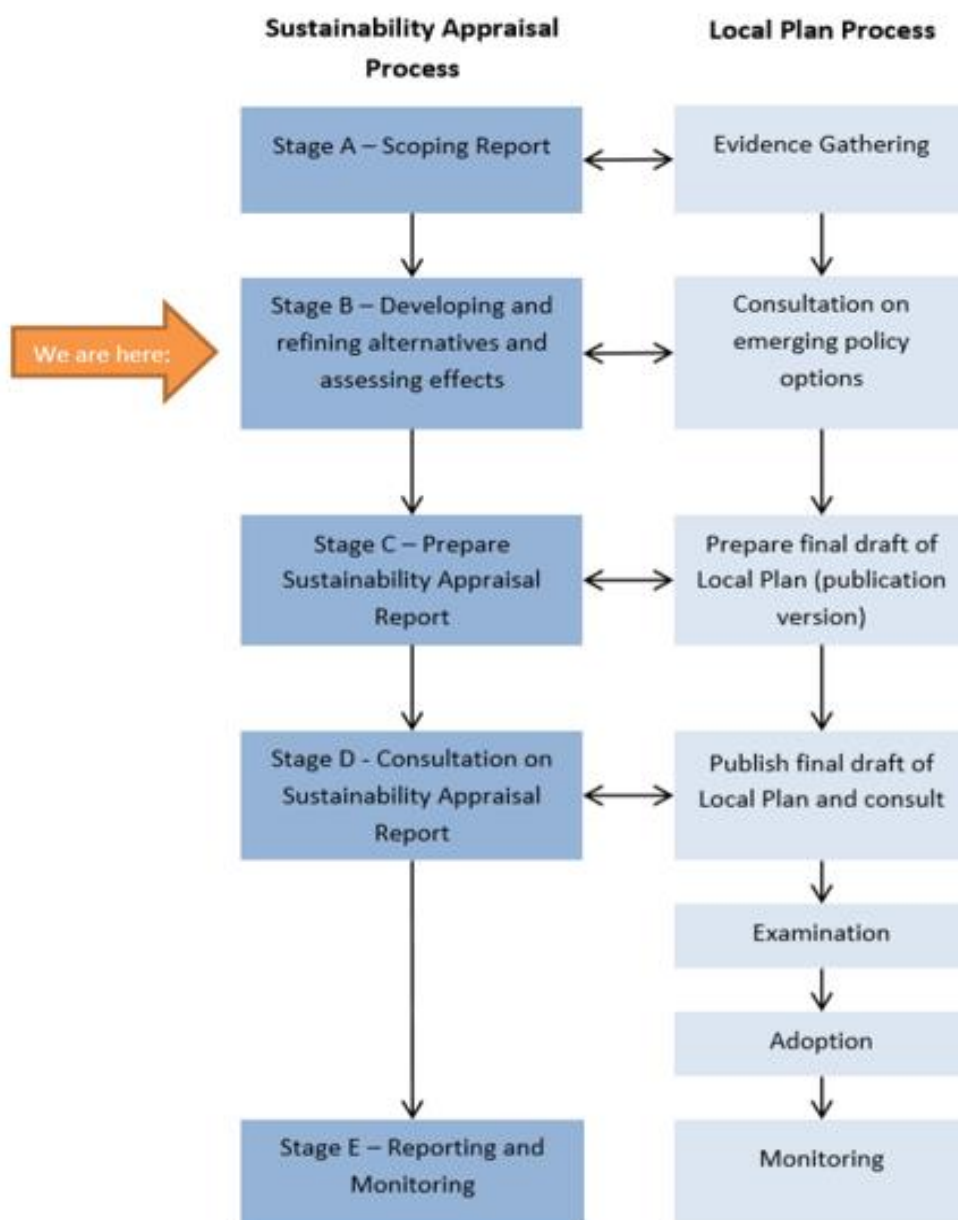 Sustainability Appraisal
Process
Local Plan Process
Stage A – Scoping Report
Evidence Gathering
We are here:
Stage B – Developing and
refining alternatives and
assessing effects
Consultation on
emerging policy
options
Stage C – Prepare
Sustainability Appraisal
Report
Prepare final draft of
Local Plan (publication
version)
Stage D - Consultation on
Sustainability Appraisal
Report
Publish final draft of
Local Plan and consult
Examination
Adoption
Stage E – Reporting and
Monitoring
Monitoring